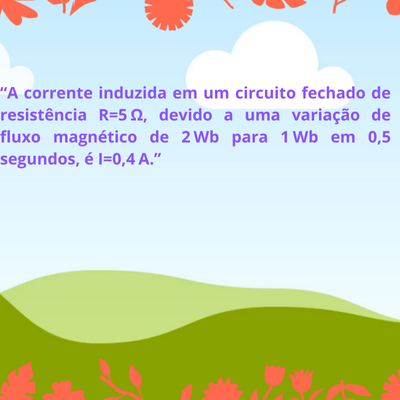 “A corrente induzida em um circuito fechado de
resistência R=5 Ω, devido a uma variação de
fluxo magnético de 2 Wb para 1 Wb em 0,5
segundos, é I=0,4 A.”